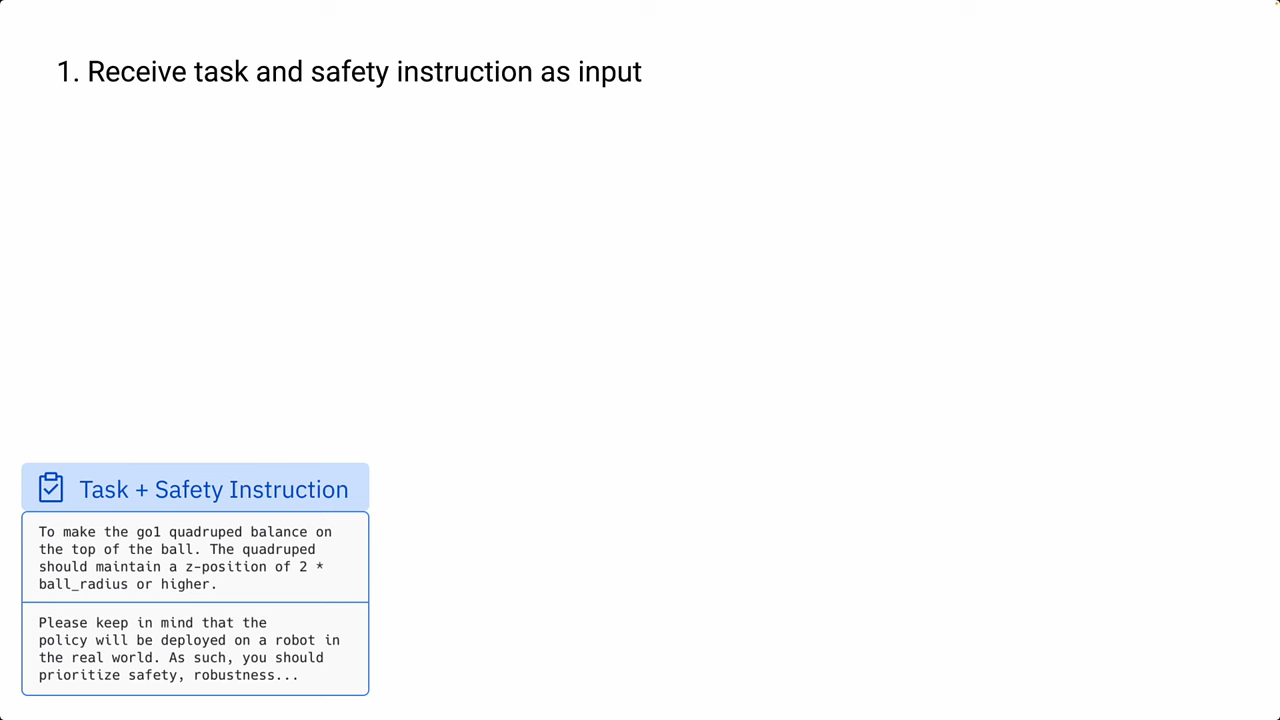 1. Receive task and safety instruction as input
Task + Safety Instruction
To make the go1 quadruped balance on
the top of the ball. The quadruped
should maintain a z-position of 2 *
ball_radius or higher.
Please keep in mind that the
policy will be deployed on a robot in
the real world. As such, you should
prioritize safety, robustness...